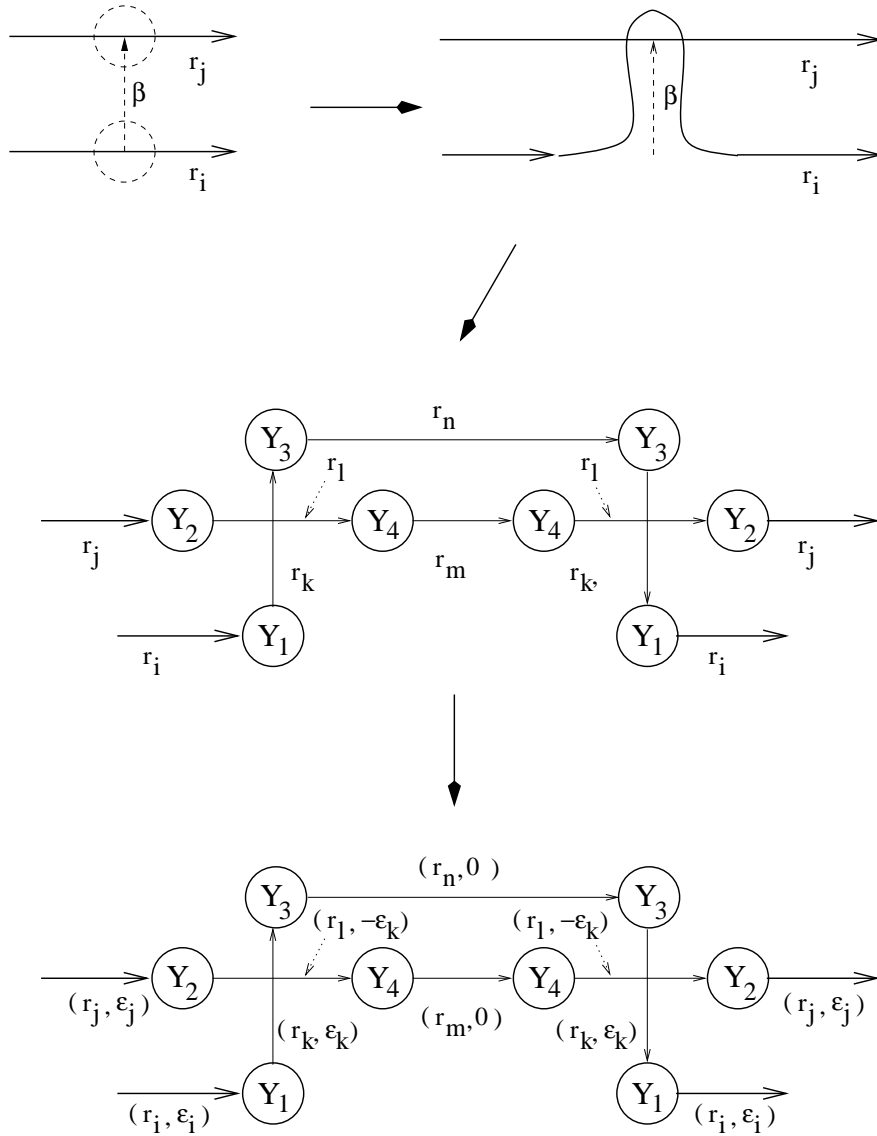 r_j
β
r_i
r_j
β
r_i
r_n
Y_3 Y_3
r_l r_l
Y_2 Y_4 Y_4 Y_2
r_j r_k r_m r_k, r_j
Y_1 Y_1
r_i r_i
(r_n,0)
Y_3 Y_3
(r_l,−ε_k) (r_l,−ε_k)
Y_2 Y_4 Y_4 Y_2
(r_j,ε_j) (r_k,ε_k) (r_m,0) (r_k,ε_k) (r_j,ε_j)
Y_1 Y_1
(r_i,ε_i) (r_i,ε_i)